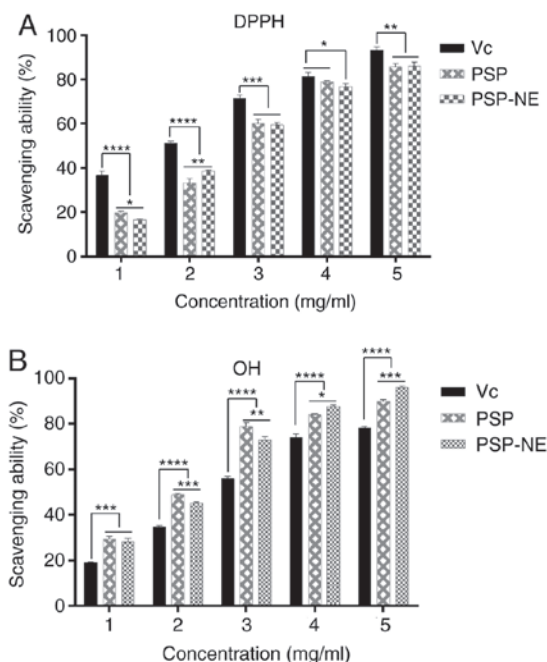 A
DPPH
Scavenging ability (%)
100
80
60
40
20
0
****
*
****
**
***
*
**
Vc
PSP
PSP-NE
1 2 3 4 5
Concentration (mg/ml)
B
OH
Scavenging ability (%)
100
80
60
40
20
0
***
****
***
****
**
****
*
****
***
Vc
PSP
PSP-NE
1 2 3 4 5
Concentration (mg/ml)